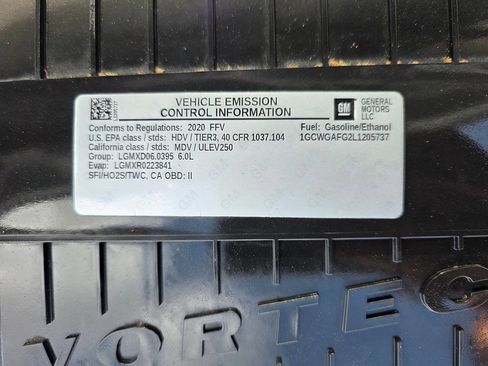 VEHICLE EMISSION
CONTROL INFORMATION
GM
GENERAL
MOTORS
LLC
Conforms to Regulations: 2020 FFV
Fuel: Gasoline/Ethanol
U.S. EPA class / stds: HDV / TIER3, 40 CFR 1037.104
1GCWGAFG2L1205737
California class / stds: MDV / ULEV250
Group: LGMXD06.0395 6.0L
Evap: LGMXR0223841
SFI/HO2S/TWC, CA OBD: II
VORTEC